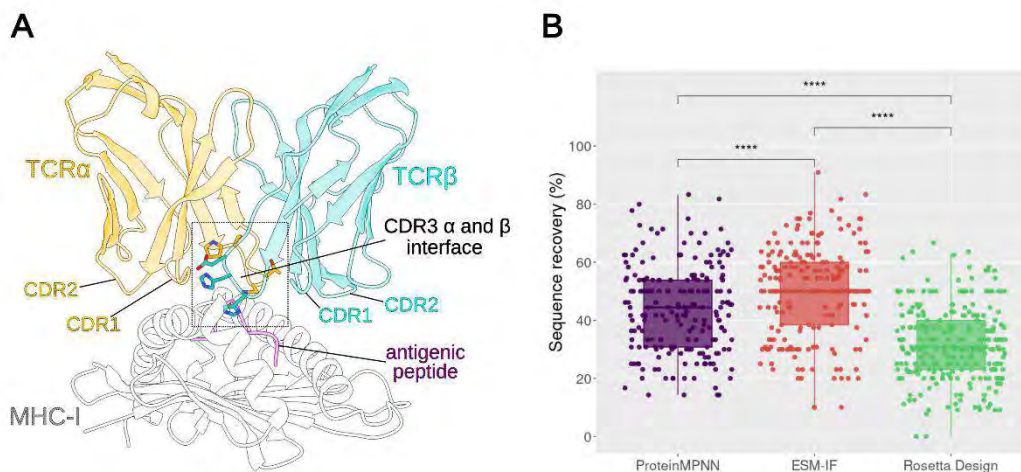 A
TCRα
TCRβ
CDR3 α and β
interface
CDR2
CDR1
CDR1
CDR2
antigenic
peptide
MHC-I
B
****
****
****
Sequence recovery (%)
100
80
60
40
20
0
ProteinMPNN
ESM-IF
Rosetta Design